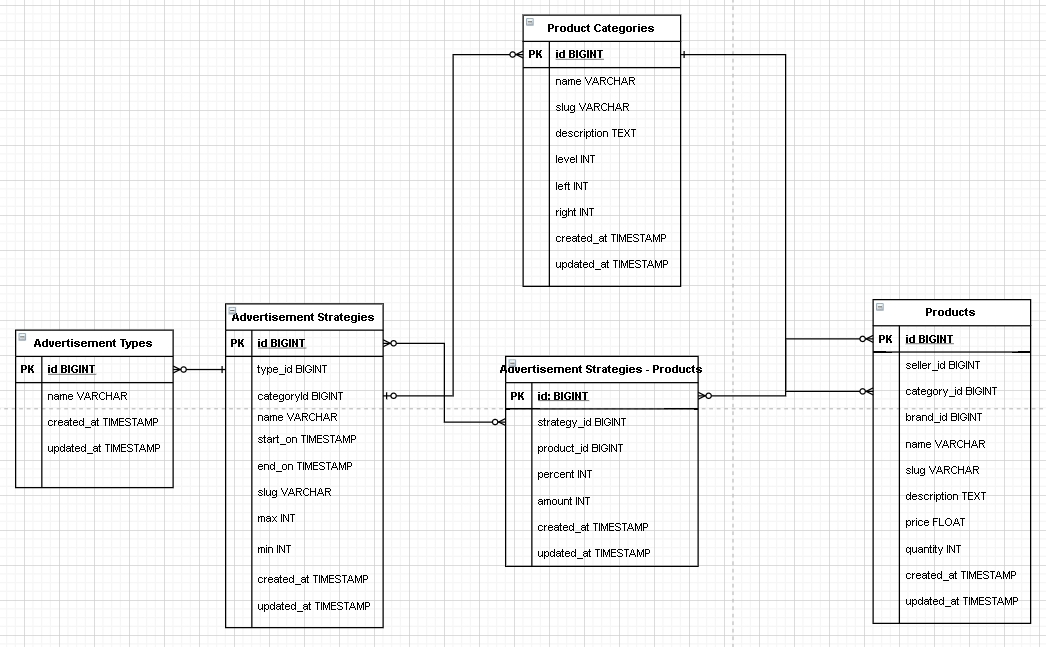 Product Categories
PK id BIGINT
name VARCHAR
slug VARCHAR
description TEXT
level INT
left INT
right INT
created_at TIMESTAMP
updated_at TIMESTAMP
Advertisement Types
PK id BIGINT
name VARCHAR
created_at TIMESTAMP
updated_at TIMESTAMP
Advertisement Strategies
PK id BIGINT
type_id BIGINT
categoryId BIGINT
name VARCHAR
start_on TIMESTAMP
end_on TIMESTAMP
slug VARCHAR
max INT
min INT
created_at TIMESTAMP
updated_at TIMESTAMP
Advertisement Strategies - Products
PK id: BIGINT
strategy_id BIGINT
product_id BIGINT
percent INT
amount INT
created_at TIMESTAMP
updated_at TIMESTAMP
Products
PK id BIGINT
seller_id BIGINT
category_id BIGINT
brand_id BIGINT
name VARCHAR
slug VARCHAR
description TEXT
price FLOAT
quantity INT
created_at TIMESTAMP
updated_at TIMESTAMP